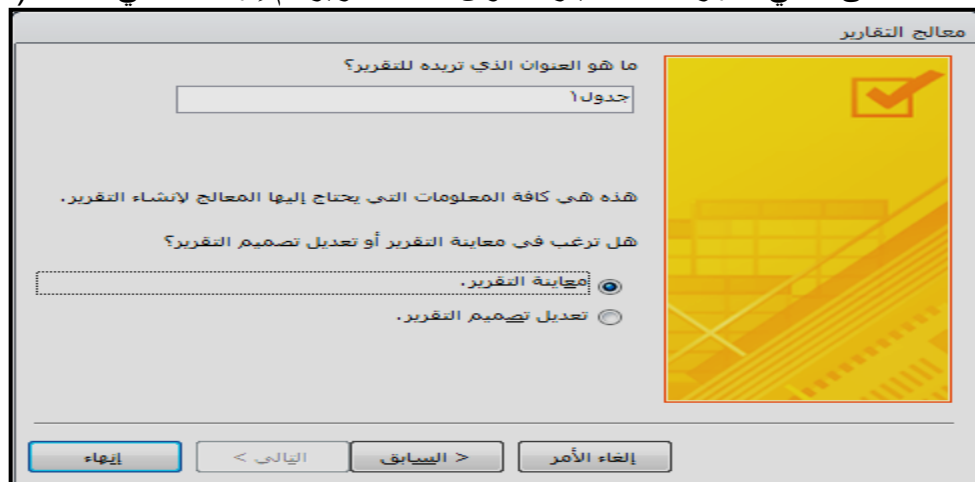 معالج التقارير
ما هو العنوان الذي تريده للتقرير؟
جدول١
هذه هي كافة المعلومات التي يحتاج إليها المعالج لإنشاء التقرير.
هل ترغب في معاينة التقرير أو تعديل تصميم التقرير؟
معاينة التقرير.
تعديل تصميم التقرير.
إلغاء الأمر
< السابق
التالي >
إنهاء